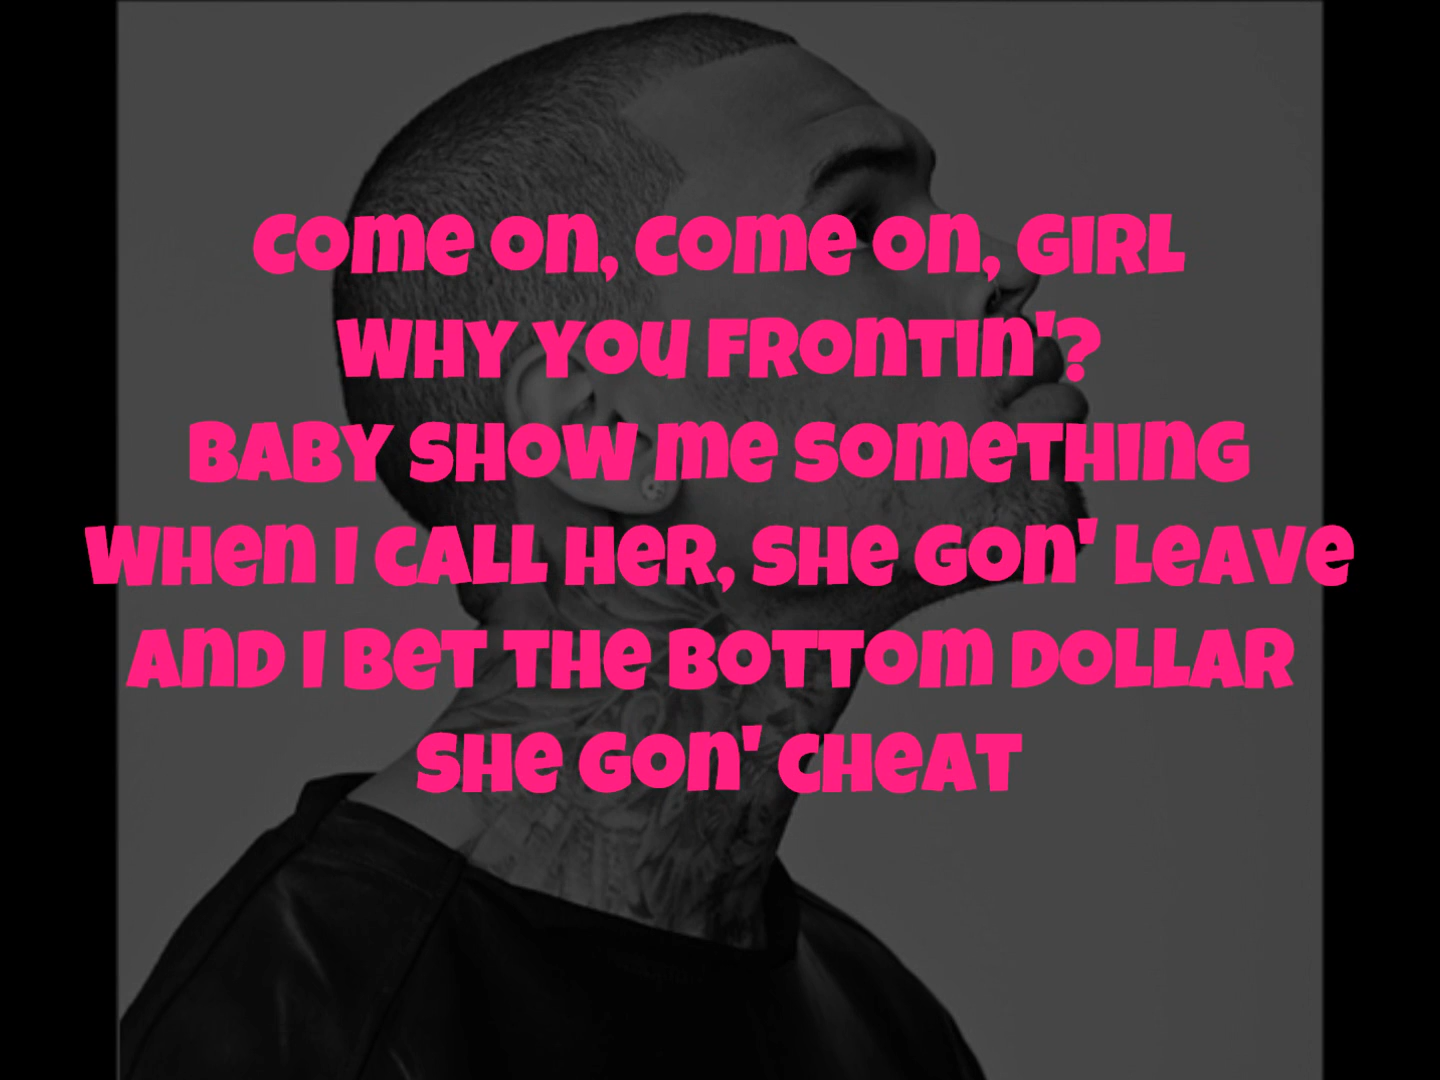 Come on, come on, girl
Why you frontin'?
Baby show me something
When I call her, she gon' leave
And I bet the bottom dollar
She gon' cheat